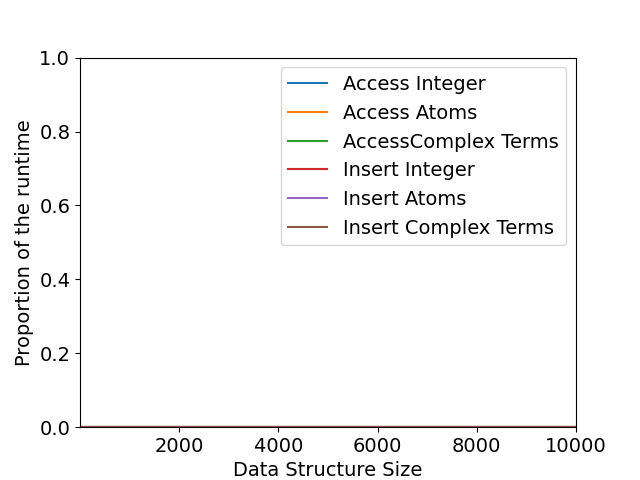 1.0
0.8
0.6
0.4
0.2
0.0
Proportion of the runtime
Access Integer
Access Atoms
AccessComplex Terms
Insert Integer
Insert Atoms
Insert Complex Terms
2000 4000 6000 8000 10000
Data Structure Size